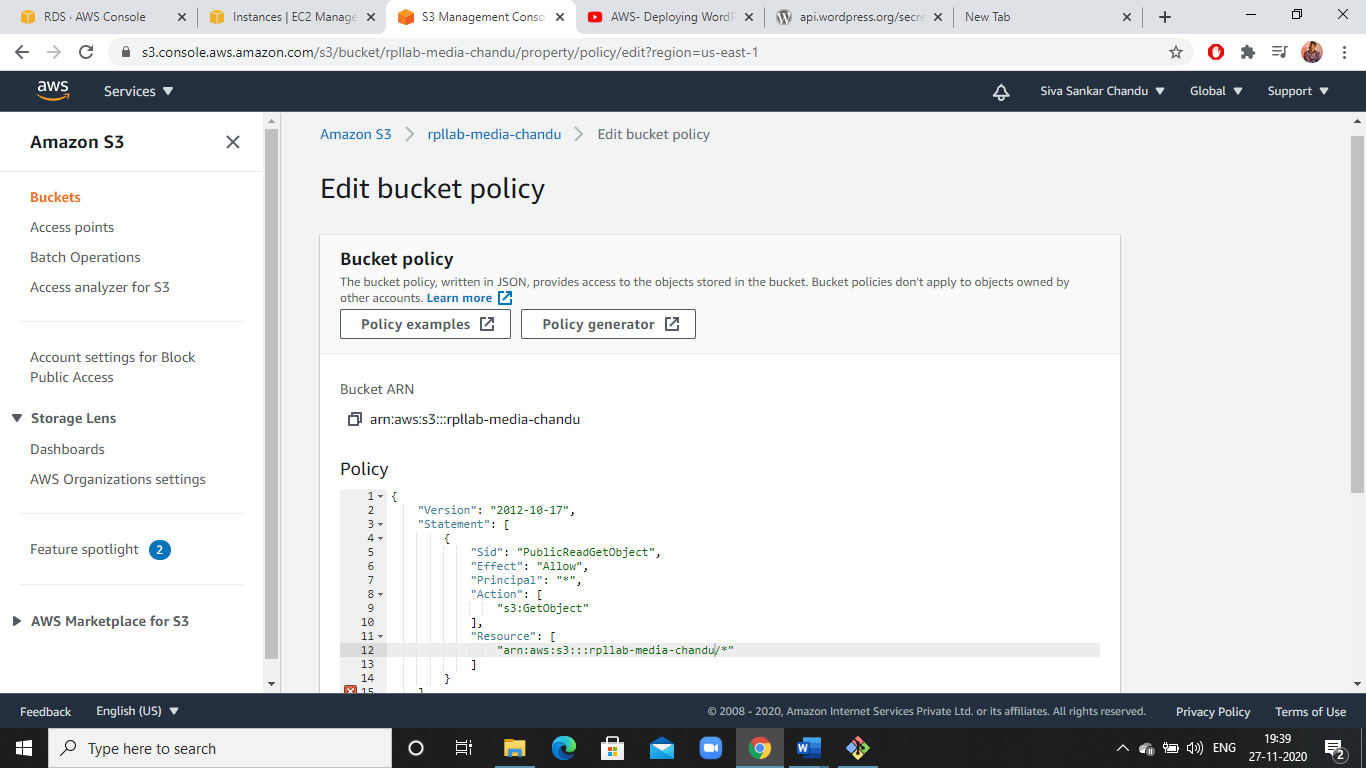 RDS · AWS Console
Instances | EC2 Manage
S3 Management Conso
AWS- Deploying WordP
api.wordpress.org/secre
New Tab
s3.console.aws.amazon.com/s3/bucket/rpllab-media-chandu/property/policy/edit?region=us-east-1
aws
Services
Siva Sankar Chandu
Global
Support
Amazon S3
Buckets
Access points
Batch Operations
Access analyzer for S3
Account settings for Block
Public Access
Storage Lens
Dashboards
AWS Organizations settings
Feature spotlight 2
AWS Marketplace for S3
Amazon S3 > rpllab-media-chandu > Edit bucket policy
Edit bucket policy
Bucket policy
The bucket policy, written in JSON, provides access to the objects stored in the bucket. Bucket policies don't apply to objects owned by
other accounts. Learn more
Policy examples
Policy generator
Bucket ARN
arn:aws:s3:::rpllab-media-chandu
Policy
1 {
2 "Version": "2012-10-17",
3 "Statement": [
4 {
5 "Sid": "PublicReadGetObject",
6 "Effect": "Allow",
7 "Principal": "*",
8 "Action": [
9 "s3:GetObject"
10 ],
11 "Resource": [
12 "arn:aws:s3:::rpllab-media-chandu/*"
13 ]
14 }
15 ]
Feedback
English (US)
© 2008 - 2020, Amazon Internet Services Private Ltd. or its affiliates. All rights reserved.
Privacy Policy
Terms of Use
Type here to search
ENG
19:39
27-11-2020
2